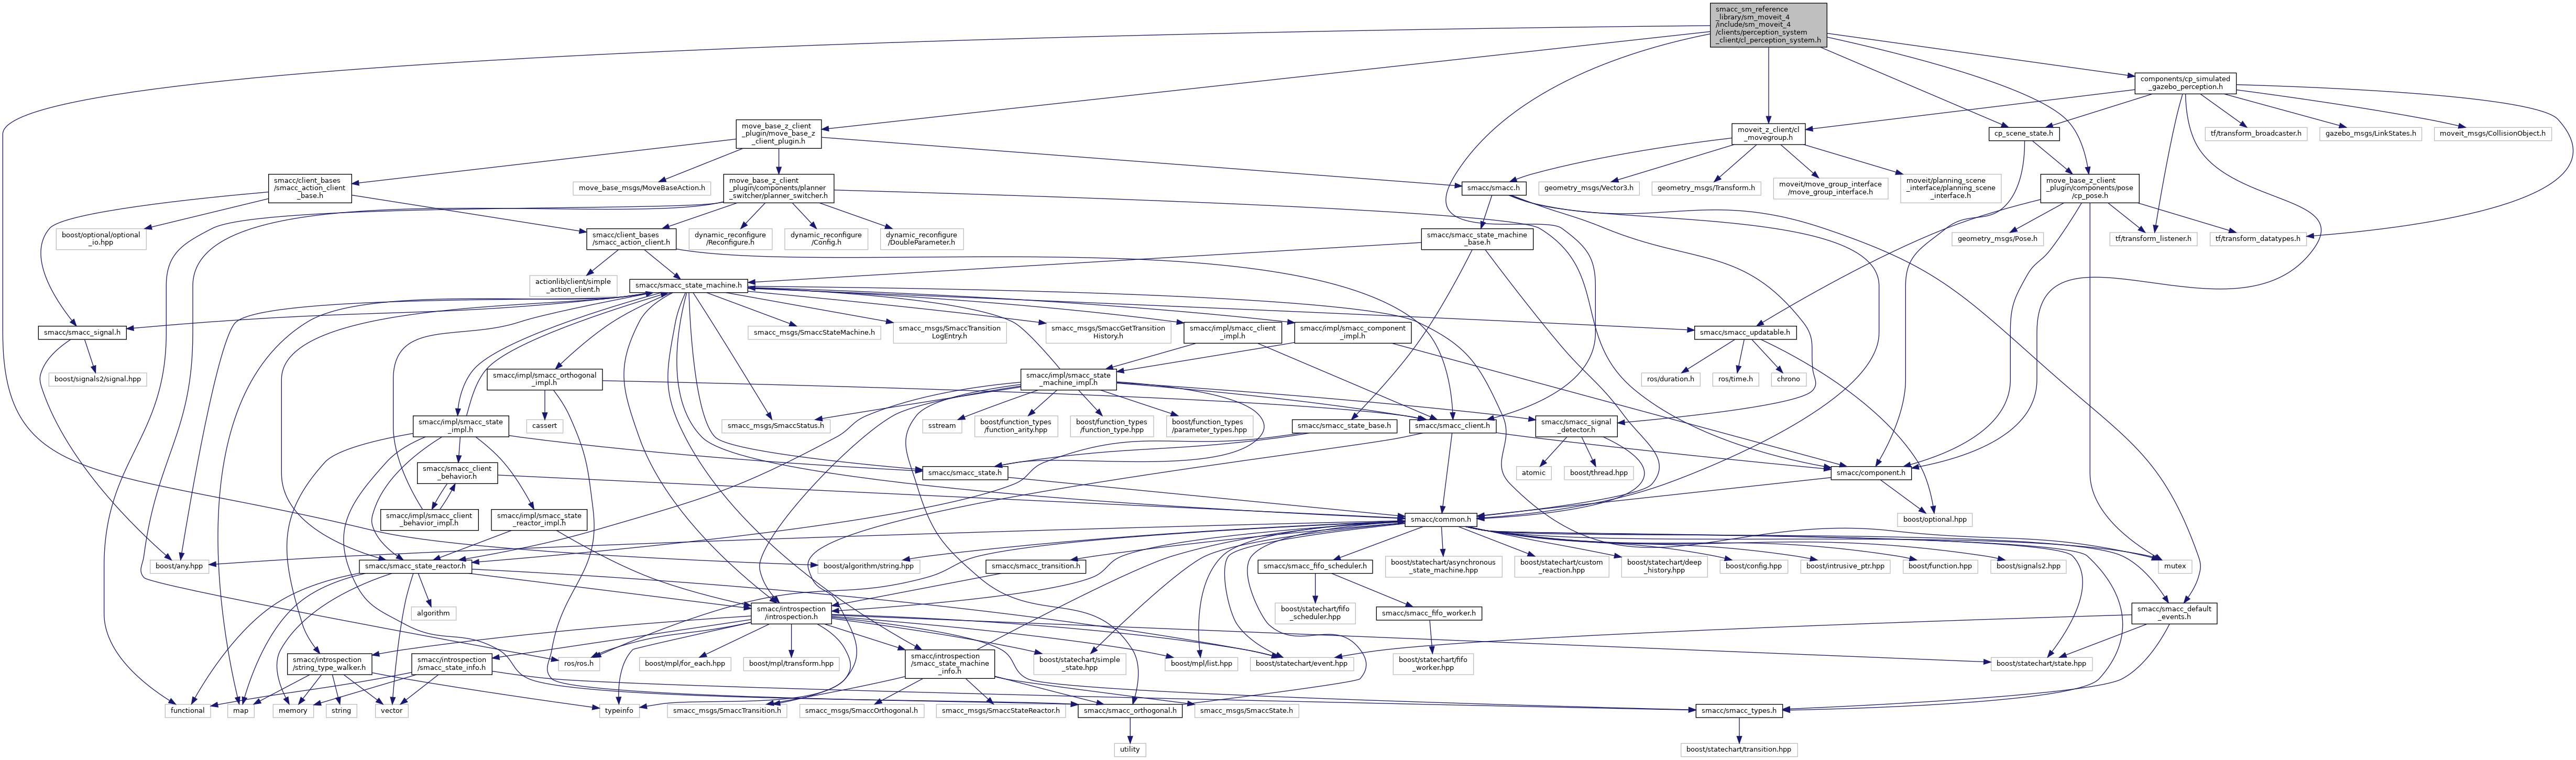 smacc_sm_reference
_library/sm_moveit_4
/include/sm_moveit_4
/clients/perception_system
_client/cl_perception_system.h
components/cp_simulated
_gazebo_perception.h
move_base_z_client
_plugin/move_base_z
_client_plugin.h
moveit_z_client/cl
_movegroup.h
cp_scene_state.h
tf/transform_broadcaster.h
gazebo_msgs/LinkStates.h
moveit_msgs/CollisionObject.h
smacc/client_bases
/smacc_action_client
_base.h
move_base_msgs/MoveBaseAction.h
move_base_z_client
_plugin/components/planner
_switcher/planner_switcher.h
smacc/smacc.h
geometry_msgs/Vector3.h
geometry_msgs/Transform.h
moveit/move_group_interface
/move_group_interface.h
moveit/planning_scene
_interface/planning_scene
_interface.h
move_base_z_client
_plugin/components/pose
/cp_pose.h
boost/optional/optional
_io.hpp
smacc/client_bases
/smacc_action_client.h
dynamic_reconfigure
/Reconfigure.h
dynamic_reconfigure
/Config.h
dynamic_reconfigure
/DoubleParameter.h
smacc/smacc_state_machine
_base.h
geometry_msgs/Pose.h
tf/transform_listener.h
tf/transform_datatypes.h
actionlib/client/simple
_action_client.h
smacc/smacc_state_machine.h
smacc/smacc_signal.h
smacc_msgs/SmaccStateMachine.h
smacc_msgs/SmaccTransition
LogEntry.h
smacc_msgs/SmaccGetTransition
History.h
smacc/impl/smacc_client
_impl.h
smacc/impl/smacc_component
_impl.h
smacc/smacc_updatable.h
boost/signals2/signal.hpp
smacc/impl/smacc_orthogonal
_impl.h
smacc/impl/smacc_state
_machine_impl.h
ros/duration.h
ros/time.h
chrono
smacc/impl/smacc_state
_impl.h
cassert
smacc_msgs/SmaccStatus.h
sstream
boost/function_types
/function_arity.hpp
boost/function_types
/function_type.hpp
boost/function_types
/parameter_types.hpp
smacc/smacc_state_base.h
smacc/smacc_client.h
smacc/smacc_signal
_detector.h
smacc/smacc_client
_behavior.h
smacc/smacc_state.h
atomic
boost/thread.hpp
smacc/component.h
smacc/impl/smacc_client
_behavior_impl.h
smacc/impl/smacc_state
_reactor_impl.h
smacc/common.h
boost/optional.hpp
boost/any.hpp
smacc/smacc_state_reactor.h
boost/algorithm/string.hpp
smacc/smacc_transition.h
smacc/smacc_fifo_scheduler.h
boost/statechart/asynchronous
_state_machine.hpp
boost/statechart/custom
_reaction.hpp
boost/statechart/deep
_history.hpp
boost/config.hpp
boost/intrusive_ptr.hpp
boost/function.hpp
boost/signals2.hpp
mutex
algorithm
smacc/introspection
/introspection.h
boost/statechart/fifo
_scheduler.hpp
smacc/smacc_fifo_worker.h
smacc/smacc_default
_events.h
smacc/introspection
/string_type_walker.h
smacc/introspection
/smacc_state_info.h
ros/ros.h
boost/mpl/for_each.hpp
boost/mpl/transform.hpp
smacc/introspection
/smacc_state_machine
_info.h
boost/statechart/simple
_state.hpp
boost/mpl/list.hpp
boost/statechart/event.hpp
boost/statechart/fifo
_worker.hpp
boost/statechart/state.hpp
functional
map
memory
string
vector
typeinfo
smacc_msgs/SmaccTransition.h
smacc_msgs/SmaccOrthogonal.h
smacc_msgs/SmaccStateReactor.h
smacc/smacc_orthogonal.h
smacc_msgs/SmaccState.h
smacc/smacc_types.h
utility
boost/statechart/transition.hpp